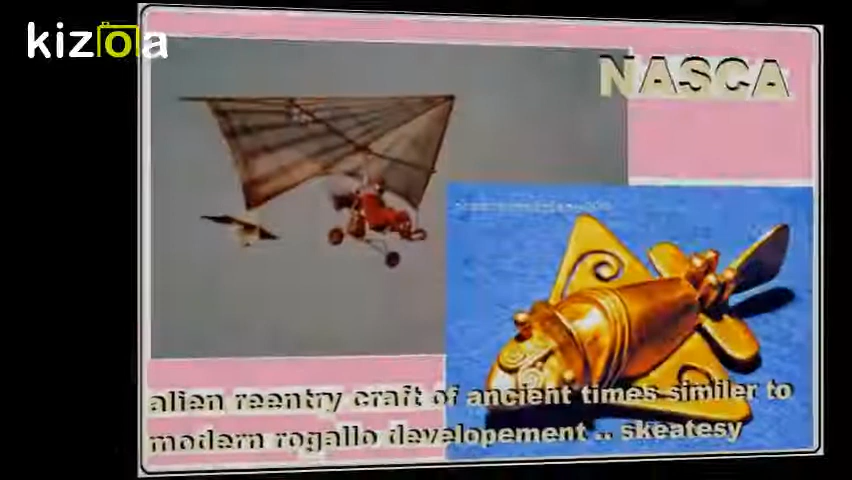 kizoa
NASCA
alien reentry craft of ancient times similer to
modern rogallo developement .. skeatesy